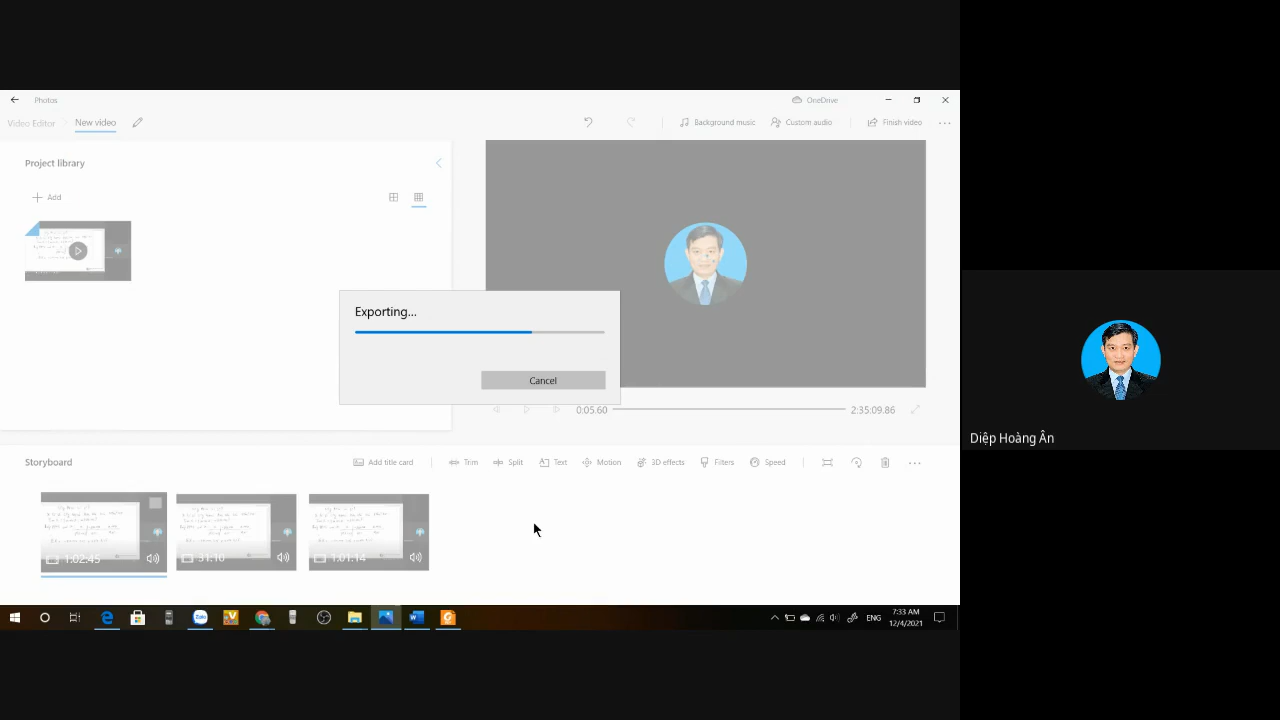 Photos
OneDrive
Video Editor
New video
Background music
Custom audio
Finish video
Project library
Add
Exporting...
Cancel
0:05.60
2:35:09.86
Diệp Hoàng Ân
Storyboard
Add title card
Trim
Split
Text
Motion
3D effects
Filters
Speed
1:02:45
31:10
1:01:14
Zalo
ENG
7:33 AM
12/4/2021